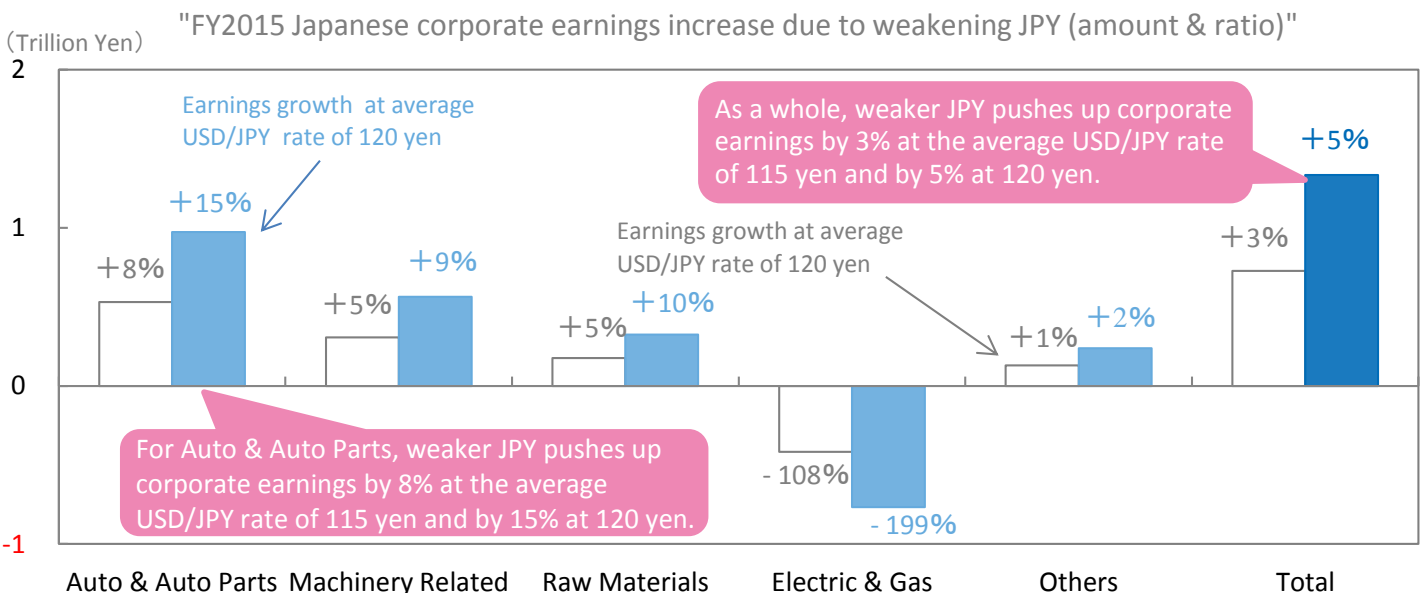 "FY2015 Japanese corporate earnings increase due to weakening JPY (amount & ratio)"
(Trillion Yen)
2
1
0
-1
Earnings growth at average
USD/JPY rate of 120 yen
As a whole, weaker JPY pushes up corporate
earnings by 3% at the average USD/JPY rate
of 115 yen and by 5% at 120 yen.
Earnings growth at average
USD/JPY rate of 120 yen
+8%
+15%
+5%
+9%
+5%
+10%
- 108%
- 199%
+1%
+2%
+3%
+5%
For Auto & Auto Parts, weaker JPY pushes up
corporate earnings by 8% at the average
USD/JPY rate of 115 yen and by 15% at 120 yen.
Auto & Auto Parts
Machinery Related
Raw Materials
Electric & Gas
Others
Total